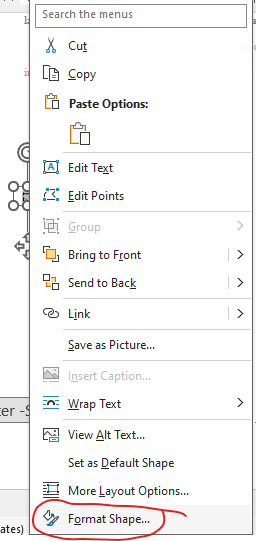 Search the menus
Cut
Copy
Paste Options:
Edit Text
Edit Points
Group
Bring to Front
Send to Back
Link
Save as Picture...
Insert Caption...
Wrap Text
View Alt Text...
Set as Default Shape
More Layout Options...
Format Shape...
ter -S
ates)